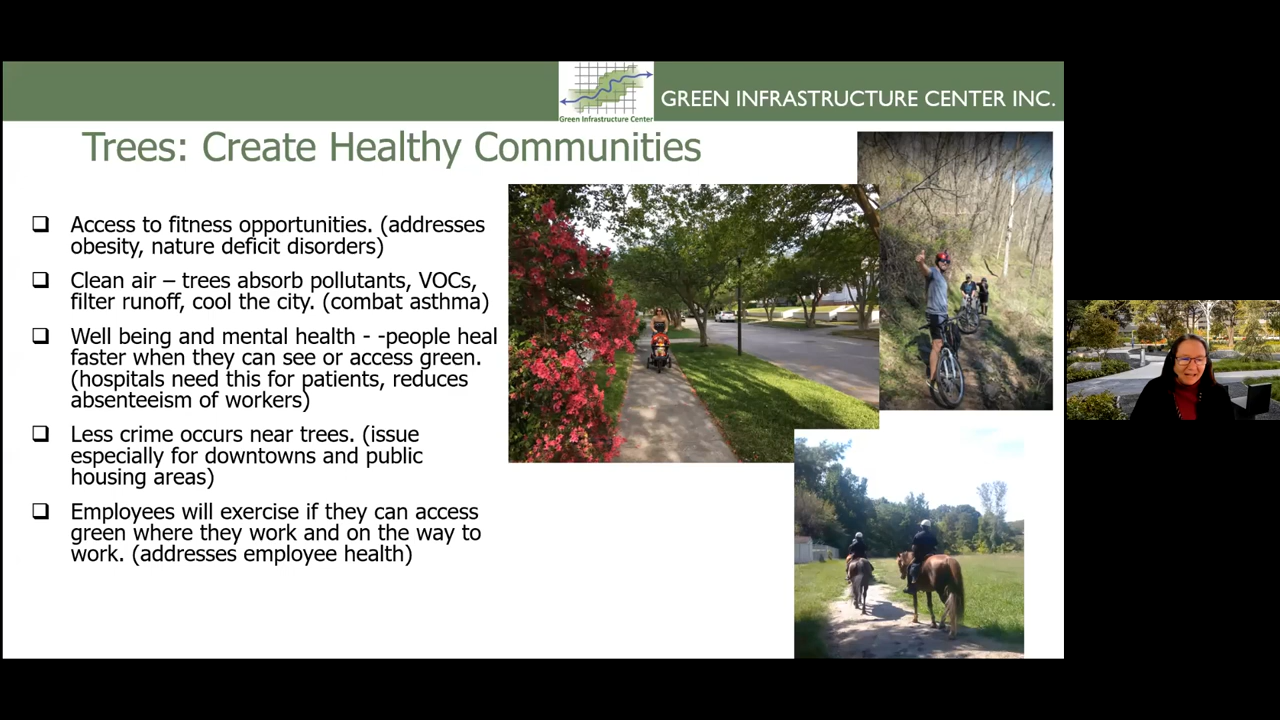 Green Infrastructure Center
GREEN INFRASTRUCTURE CENTER INC.
Trees: Create Healthy Communities
Access to fitness opportunities. (addresses
obesity, nature deficit disorders)
Clean air – trees absorb pollutants, VOCs,
filter runoff, cool the city. (combat asthma)
Well being and mental health - -people heal
faster when they can see or access green.
(hospitals need this for patients, reduces
absenteeism of workers)
Less crime occurs near trees. (issue
especially for downtowns and public
housing areas)
Employees will exercise if they can access
green where they work and on the way to
work. (addresses employee health)